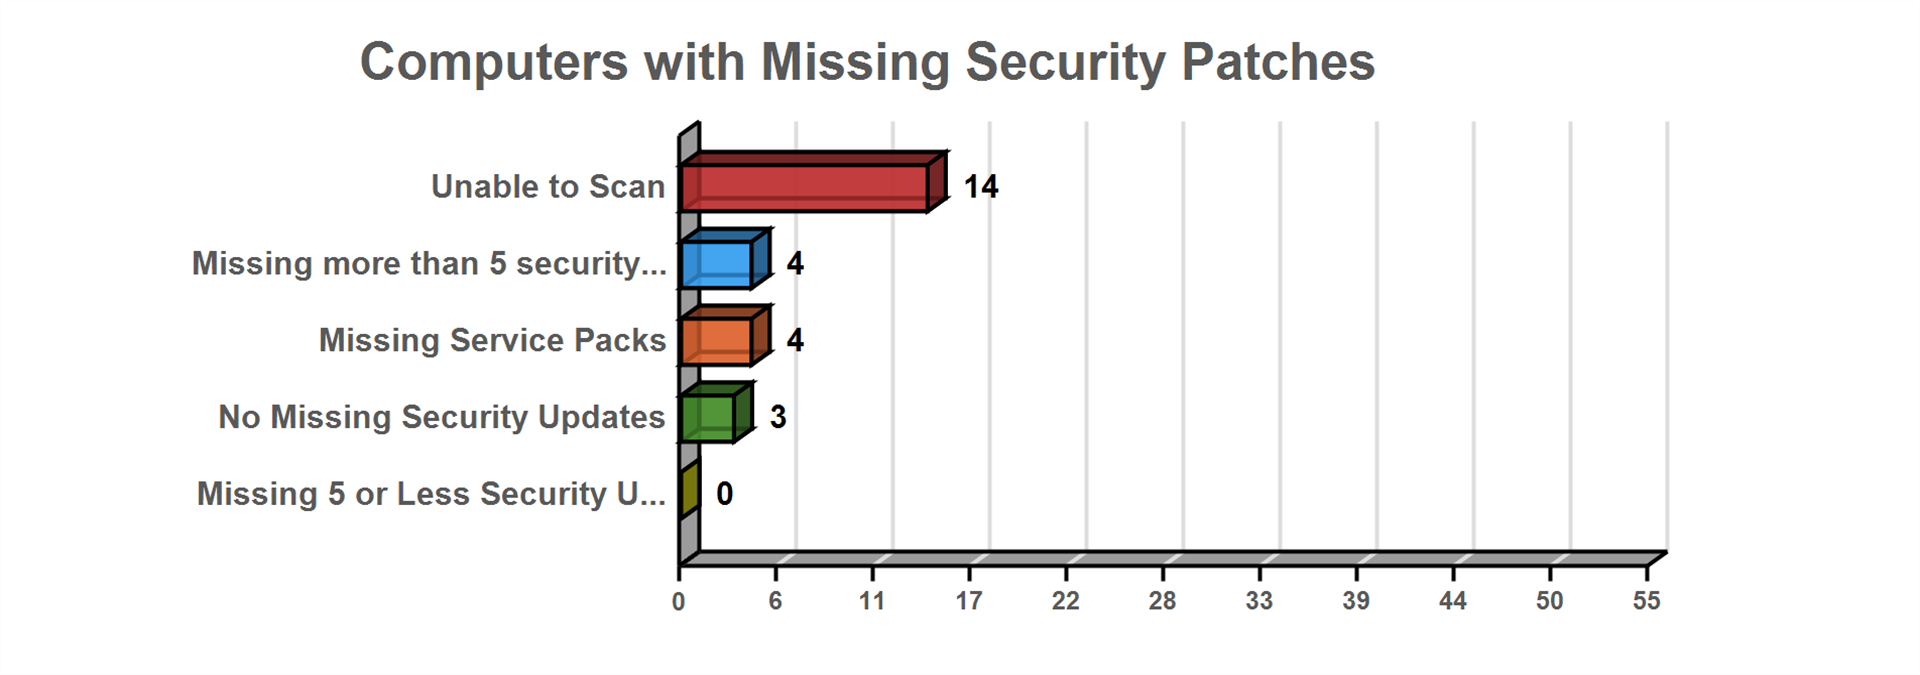 Computers with Missing Security Patches
Unable to Scan
14
Missing more than 5 security...
4
Missing Service Packs
4
No Missing Security Updates
3
Missing 5 or Less Security U...
0
0 6 11 17 22 28 33 39 44 50 55